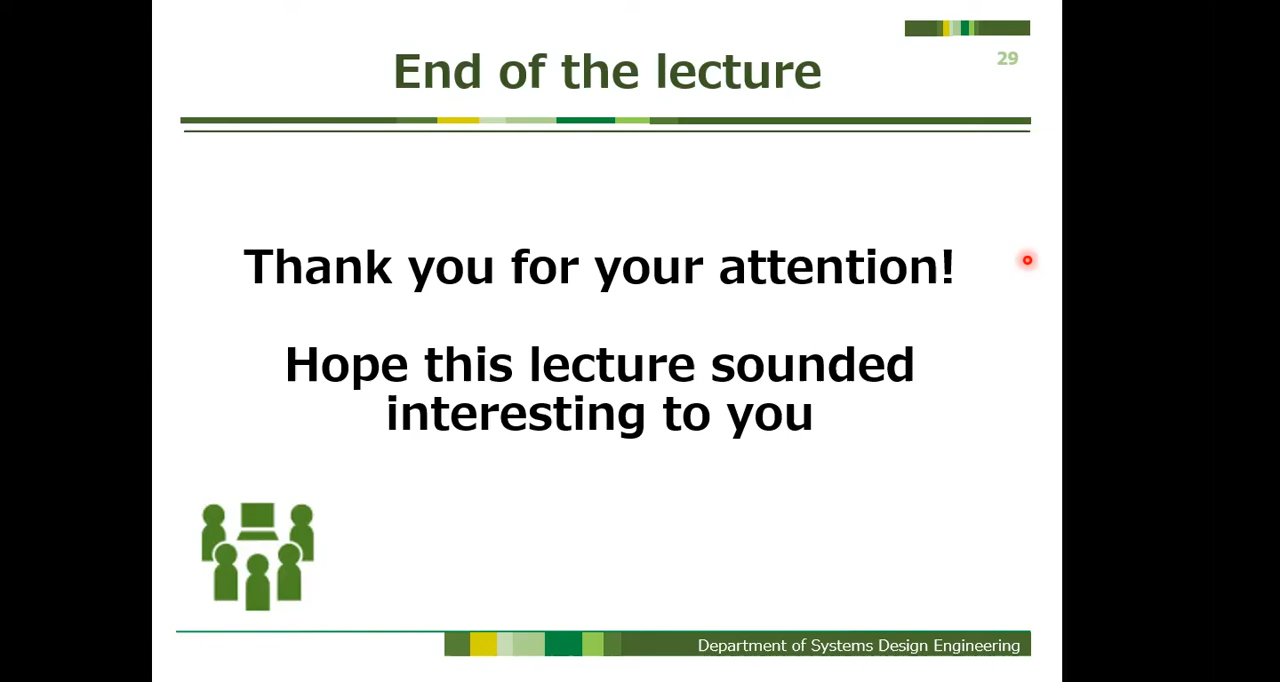 End of the lecture
29
Thank you for your attention!
Hope this lecture sounded
interesting to you
Department of Systems Design Engineering